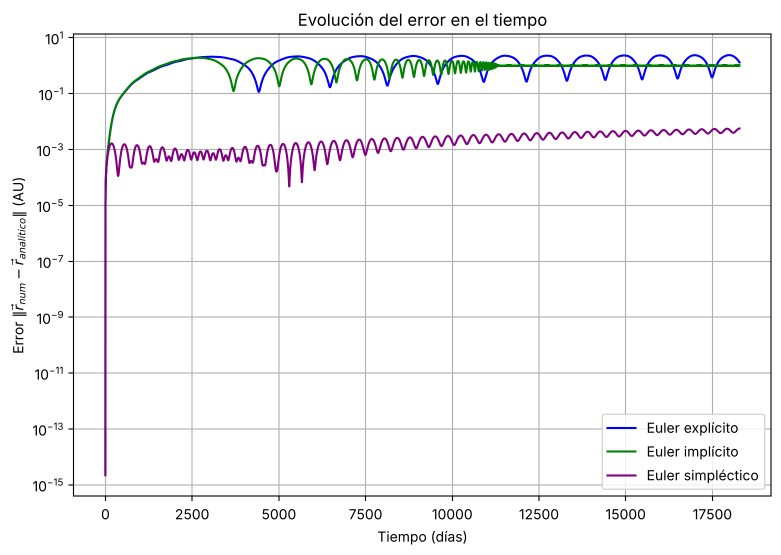 Evolución del error en el tiempo
Error ‖r⃗_num − r⃗_analítico‖ (AU)
10¹
10⁻¹
10⁻³
10⁻⁵
10⁻⁷
10⁻⁹
10⁻¹¹
10⁻¹³
10⁻¹⁵
Euler explícito
Euler implícito
Euler simpléctico
0 2500 5000 7500 10000 12500 15000 17500
Tiempo (días)